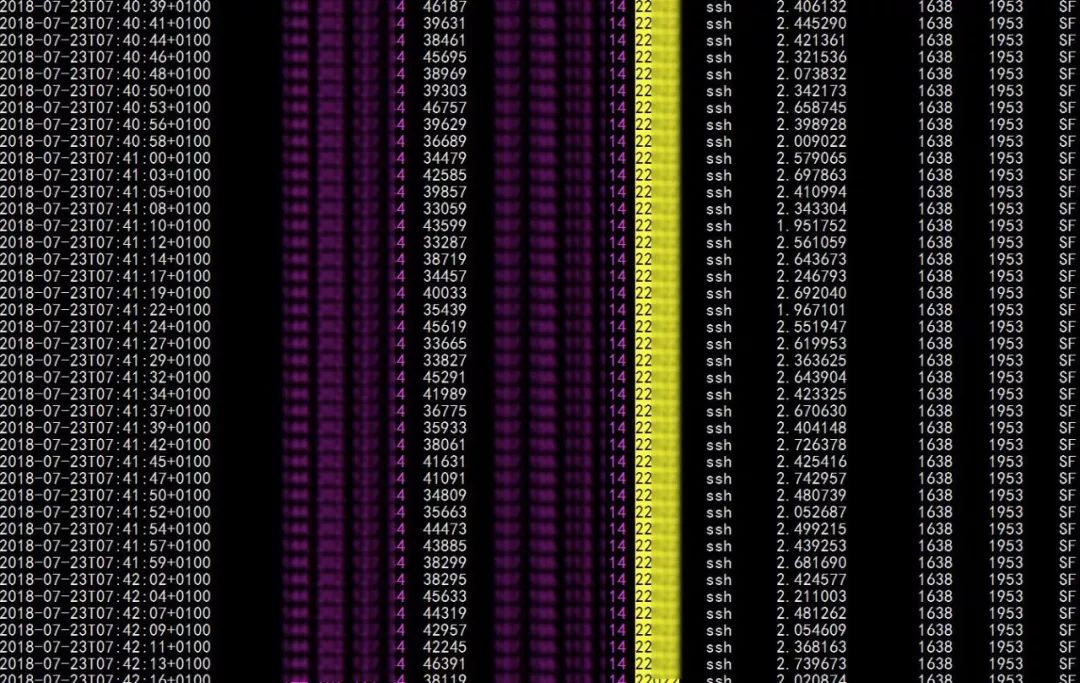 2018-07-23T07:40:39+0100 4 46187 14 22 ssh 2.406132 1638 1953 SF
2018-07-23T07:40:41+0100 4 39631 14 22 ssh 2.445290 1638 1953 SF
2018-07-23T07:40:44+0100 4 38461 14 22 ssh 2.421361 1638 1953 SF
2018-07-23T07:40:46+0100 4 45695 14 22 ssh 2.321536 1638 1953 SF
2018-07-23T07:40:48+0100 4 38969 14 22 ssh 2.073832 1638 1953 SF
2018-07-23T07:40:50+0100 4 39303 14 22 ssh 2.342173 1638 1953 SF
2018-07-23T07:40:53+0100 4 46757 14 22 ssh 2.658745 1638 1953 SF
2018-07-23T07:40:56+0100 4 39629 14 22 ssh 2.398928 1638 1953 SF
2018-07-23T07:40:58+0100 4 36689 14 22 ssh 2.009022 1638 1953 SF
2018-07-23T07:41:00+0100 4 34479 14 22 ssh 2.579065 1638 1953 SF
2018-07-23T07:41:03+0100 4 42585 14 22 ssh 2.697863 1638 1953 SF
2018-07-23T07:41:05+0100 4 39857 14 22 ssh 2.410994 1638 1953 SF
2018-07-23T07:41:08+0100 4 33059 14 22 ssh 2.343304 1638 1953 SF
2018-07-23T07:41:10+0100 4 43599 14 22 ssh 1.951752 1638 1953 SF
2018-07-23T07:41:12+0100 4 33287 14 22 ssh 2.561059 1638 1953 SF
2018-07-23T07:41:14+0100 4 38719 14 22 ssh 2.643673 1638 1953 SF
2018-07-23T07:41:17+0100 4 34457 14 22 ssh 2.246793 1638 1953 SF
2018-07-23T07:41:19+0100 4 40033 14 22 ssh 2.692040 1638 1953 SF
2018-07-23T07:41:22+0100 4 35439 14 22 ssh 1.967101 1638 1953 SF
2018-07-23T07:41:24+0100 4 45619 14 22 ssh 2.551947 1638 1953 SF
2018-07-23T07:41:27+0100 4 33665 14 22 ssh 2.619953 1638 1953 SF
2018-07-23T07:41:29+0100 4 33827 14 22 ssh 2.363625 1638 1953 SF
2018-07-23T07:41:32+0100 4 45291 14 22 ssh 2.643904 1638 1953 SF
2018-07-23T07:41:34+0100 4 41989 14 22 ssh 2.423325 1638 1953 SF
2018-07-23T07:41:37+0100 4 36775 14 22 ssh 2.670630 1638 1953 SF
2018-07-23T07:41:39+0100 4 35933 14 22 ssh 2.404148 1638 1953 SF
2018-07-23T07:41:42+0100 4 38061 14 22 ssh 2.726378 1638 1953 SF
2018-07-23T07:41:45+0100 4 41631 14 22 ssh 2.425416 1638 1953 SF
2018-07-23T07:41:47+0100 4 41091 14 22 ssh 2.742957 1638 1953 SF
2018-07-23T07:41:50+0100 4 34809 14 22 ssh 2.480739 1638 1953 SF
2018-07-23T07:41:52+0100 4 35663 14 22 ssh 2.052687 1638 1953 SF
2018-07-23T07:41:54+0100 4 44473 14 22 ssh 2.499215 1638 1953 SF
2018-07-23T07:41:57+0100 4 43885 14 22 ssh 2.439253 1638 1953 SF
2018-07-23T07:41:59+0100 4 38299 14 22 ssh 2.681690 1638 1953 SF
2018-07-23T07:42:02+0100 4 38295 14 22 ssh 2.424577 1638 1953 SF
2018-07-23T07:42:04+0100 4 45633 14 22 ssh 2.211003 1638 1953 SF
2018-07-23T07:42:07+0100 4 44319 14 22 ssh 2.481262 1638 1953 SF
2018-07-23T07:42:09+0100 4 42957 14 22 ssh 2.054609 1638 1953 SF
2018-07-23T07:42:11+0100 4 42245 14 22 ssh 2.368163 1638 1953 SF
2018-07-23T07:42:13+0100 4 46391 14 22 ssh 2.739673 1638 1953 SF
2018-07-23T07:42:16+0100 4 38119 14 ssh 2.020874 1638 1953 SF